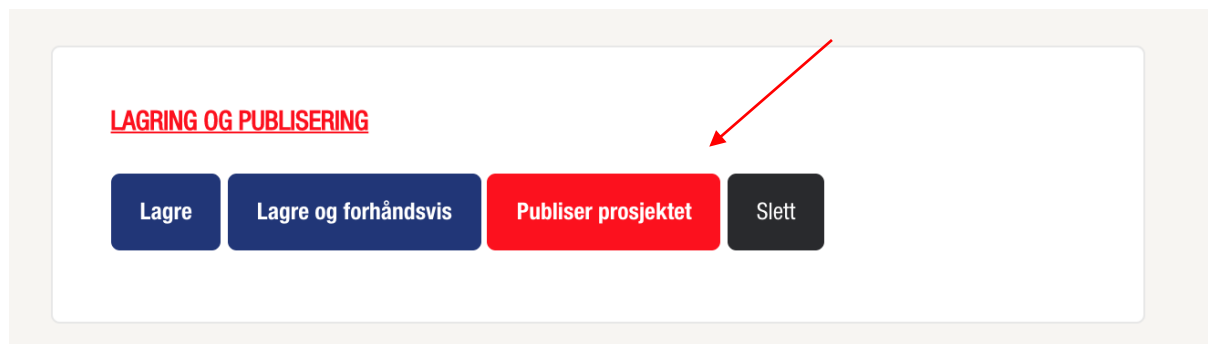 LAGRING OG PUBLISERING
Lagre Lagre og forhåndsvis Publiser prosjektet Slett